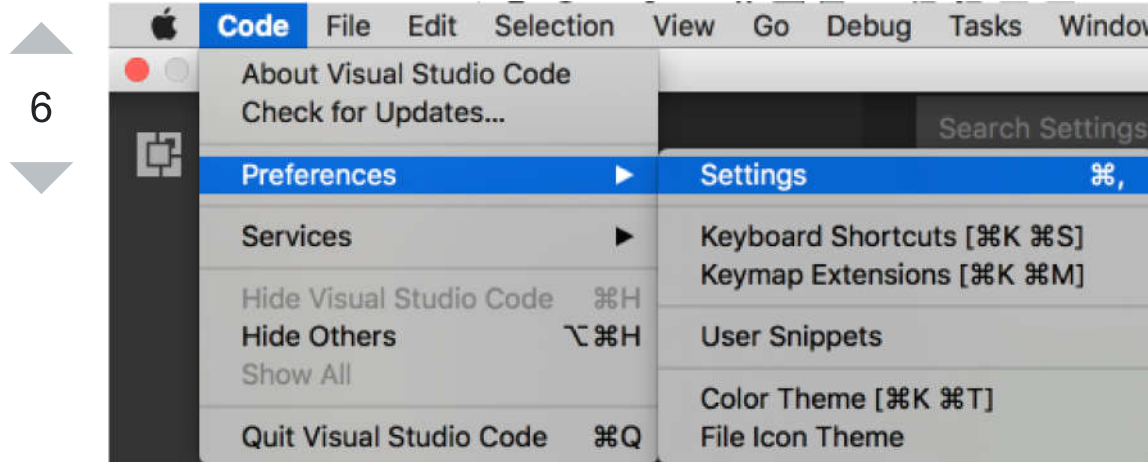 Code File Edit Selection View Go Debug Tasks Window
6
About Visual Studio Code
Check for Updates...
Search Settings
Preferences ▶
Settings ⌘,
Services ▶
Keyboard Shortcuts [⌘K ⌘S]
Keymap Extensions [⌘K ⌘M]
Hide Visual Studio Code ⌘H
Hide Others ⌥⌘H
User Snippets
Show All
Color Theme [⌘K ⌘T]
Quit Visual Studio Code ⌘Q
File Icon Theme